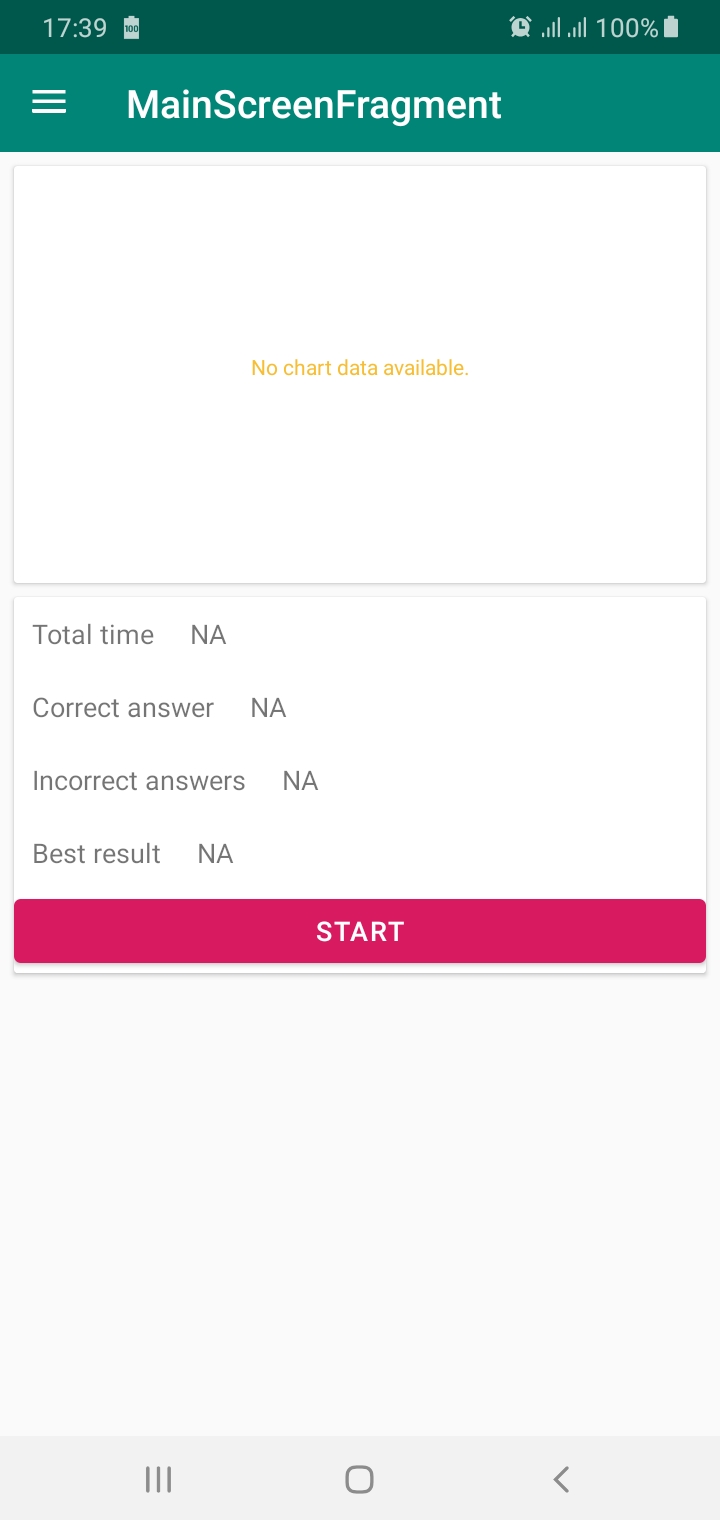 17:39 100 100%
MainScreenFragment
No chart data available.
Total time NA
Correct answer NA
Incorrect answers NA
Best result NA
START